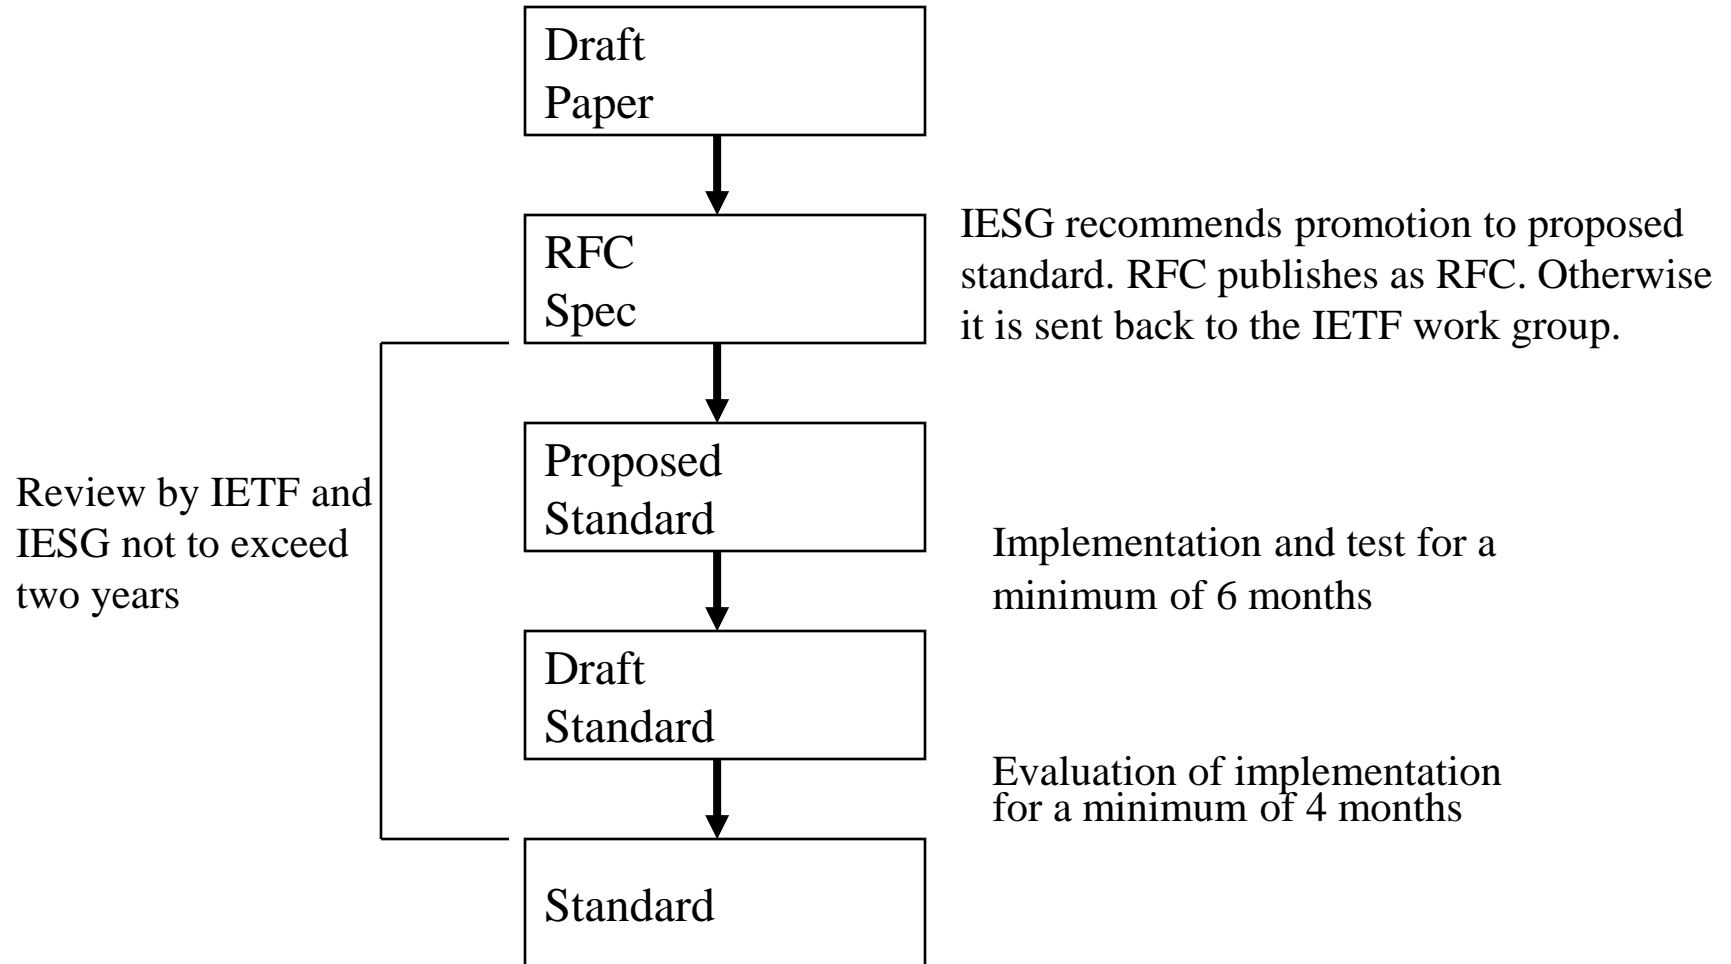 Draft
Paper
RFC
Spec
IESG recommends promotion to proposed
standard. RFC publishes as RFC. Otherwise
it is sent back to the IETF work group.
Proposed
Standard
Review by IETF and
IESG not to exceed
two years
Implementation and test for a
minimum of 6 months
Draft
Standard
Evaluation of implementation
for a minimum of 4 months
Standard